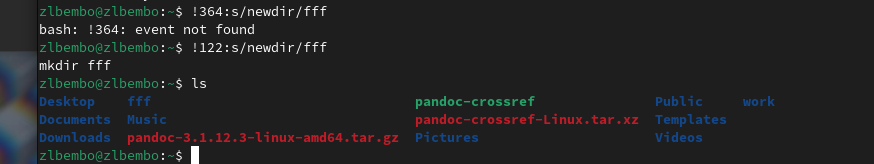 zlbembo@zlbembo:~$ !364:s/newdir/fff
bash: !364: event not found
zlbembo@zlbembo:~$ !122:s/newdir/fff
mkdir fff
zlbembo@zlbembo:~$ ls
Desktop fff pandoc-crossref Public work
Documents Music pandoc-crossref-Linux.tar.xz Templates
Downloads pandoc-3.1.12.3-linux-amd64.tar.gz Pictures Videos
zlbembo@zlbembo:~$